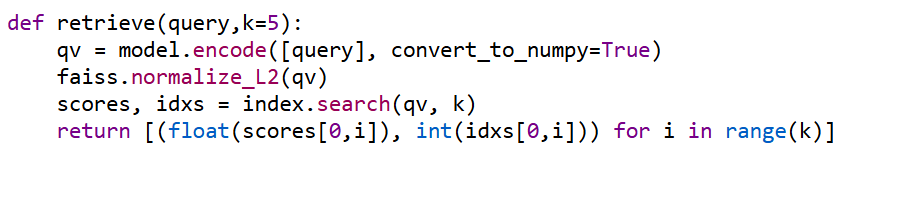 def retrieve(query,k=5):
    qv = model.encode([query], convert_to_numpy=True)
    faiss.normalize_L2(qv)
    scores, idxs = index.search(qv, k)
    return [(float(scores[0,i]), int(idxs[0,i])) for i in range(k)]